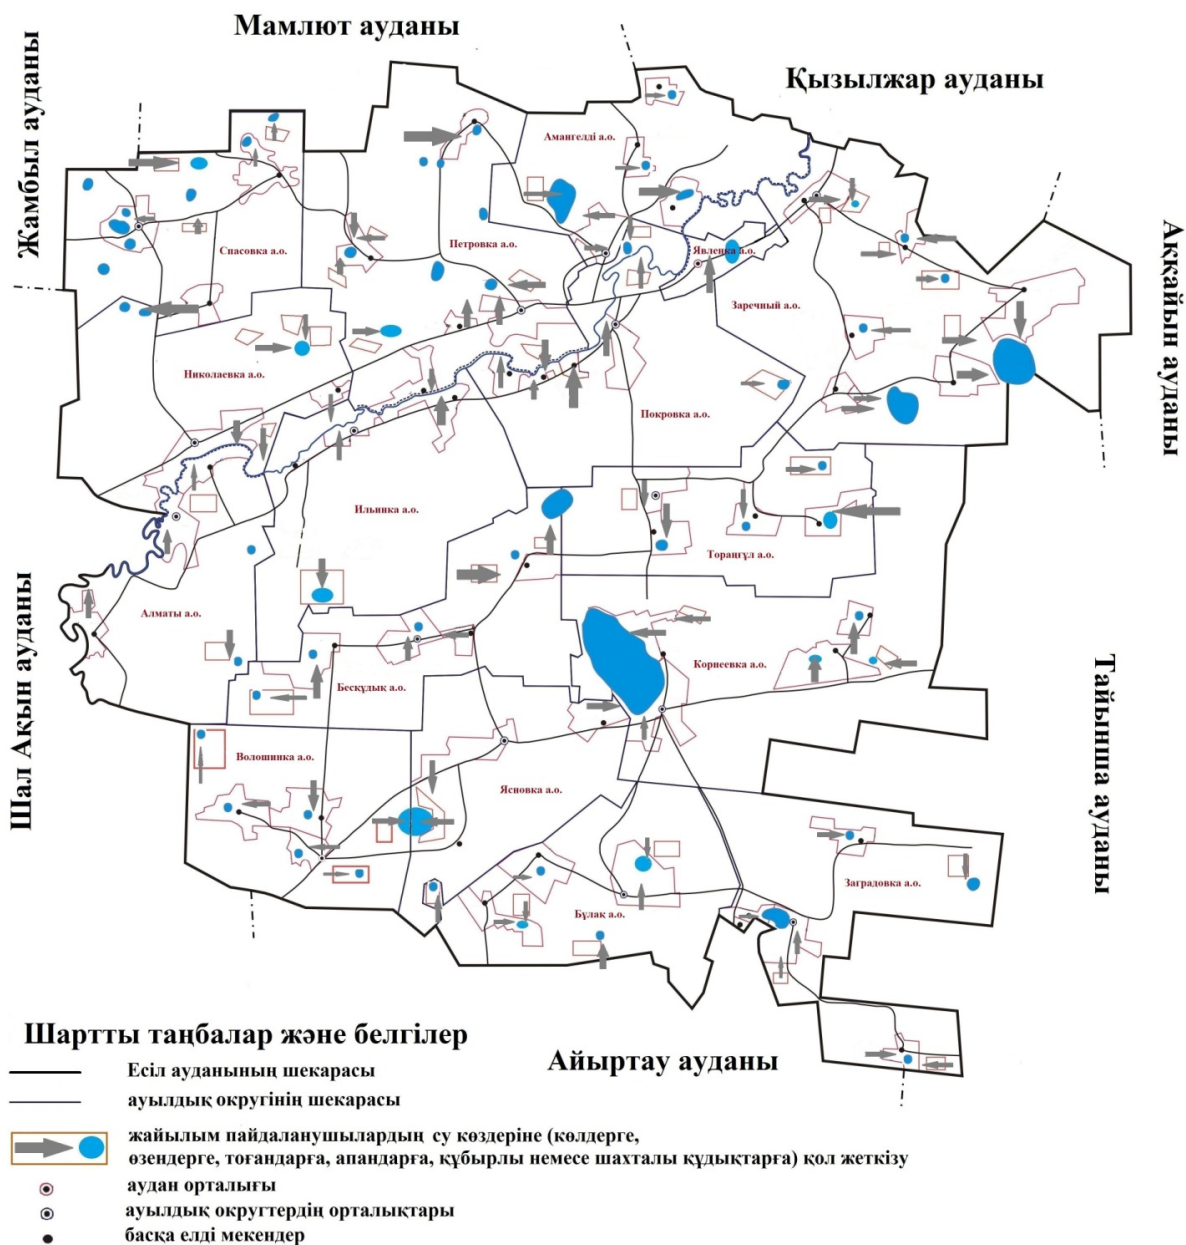 Мамлют ауданы
Қызылжар ауданы
Жамбыл ауданы
Аққайын ауданы
Амангелді а.о.
Спасовка а.о.
Петровка а.о.
Явленка а.о.
Заречный а.о.
Николаевка а.о.
Покровка а.о.
Ильинка а.о.
Тораңғұл а.о.
Алматы а.о.
Шал Ақын ауданы
Корнеевка а.о.
Бесқұдық а.о.
Тайынша ауданы
Волошинка а.о.
Ясновка а.о.
Заградовка а.о.
Бұлақ а.о.
Айыртау ауданы
Шартты таңбалар және белгілер
Есіл ауданының шекарасы
ауылдық округінің шекарасы
жайылым пайдаланушылардың су көздеріне (көлдерге,
өзендерге, тоғандарға, апандарға, құбырлы немесе шахталы құдықтарға) қол жеткізу
аудан орталығы
ауылдық округтердің орталықтары
басқа елді мекендер